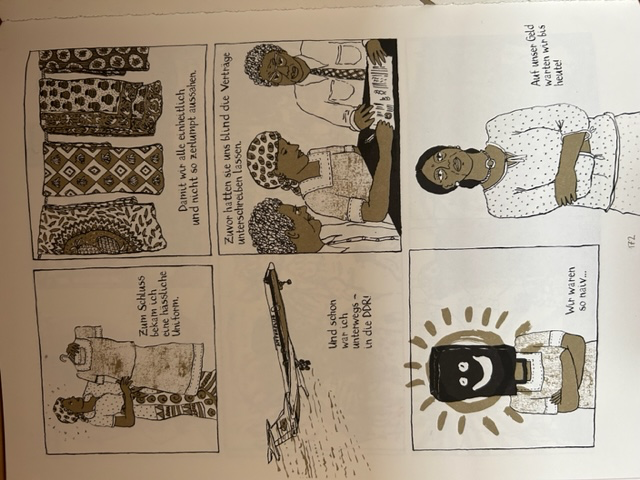 Zum Schluss
bekam ich
eine hässliche
Uniform.
Damit wir alle einheitlich
und nicht so zerlumpt aussahen.
Und schon
war ich
unterwegs –
in die DDR!
Zuvor hatten sie uns blind die Verträge
unterschreiben lassen.
Wir waren
so naiv...
Auf unser Geld
warten wir bis
heute!
172